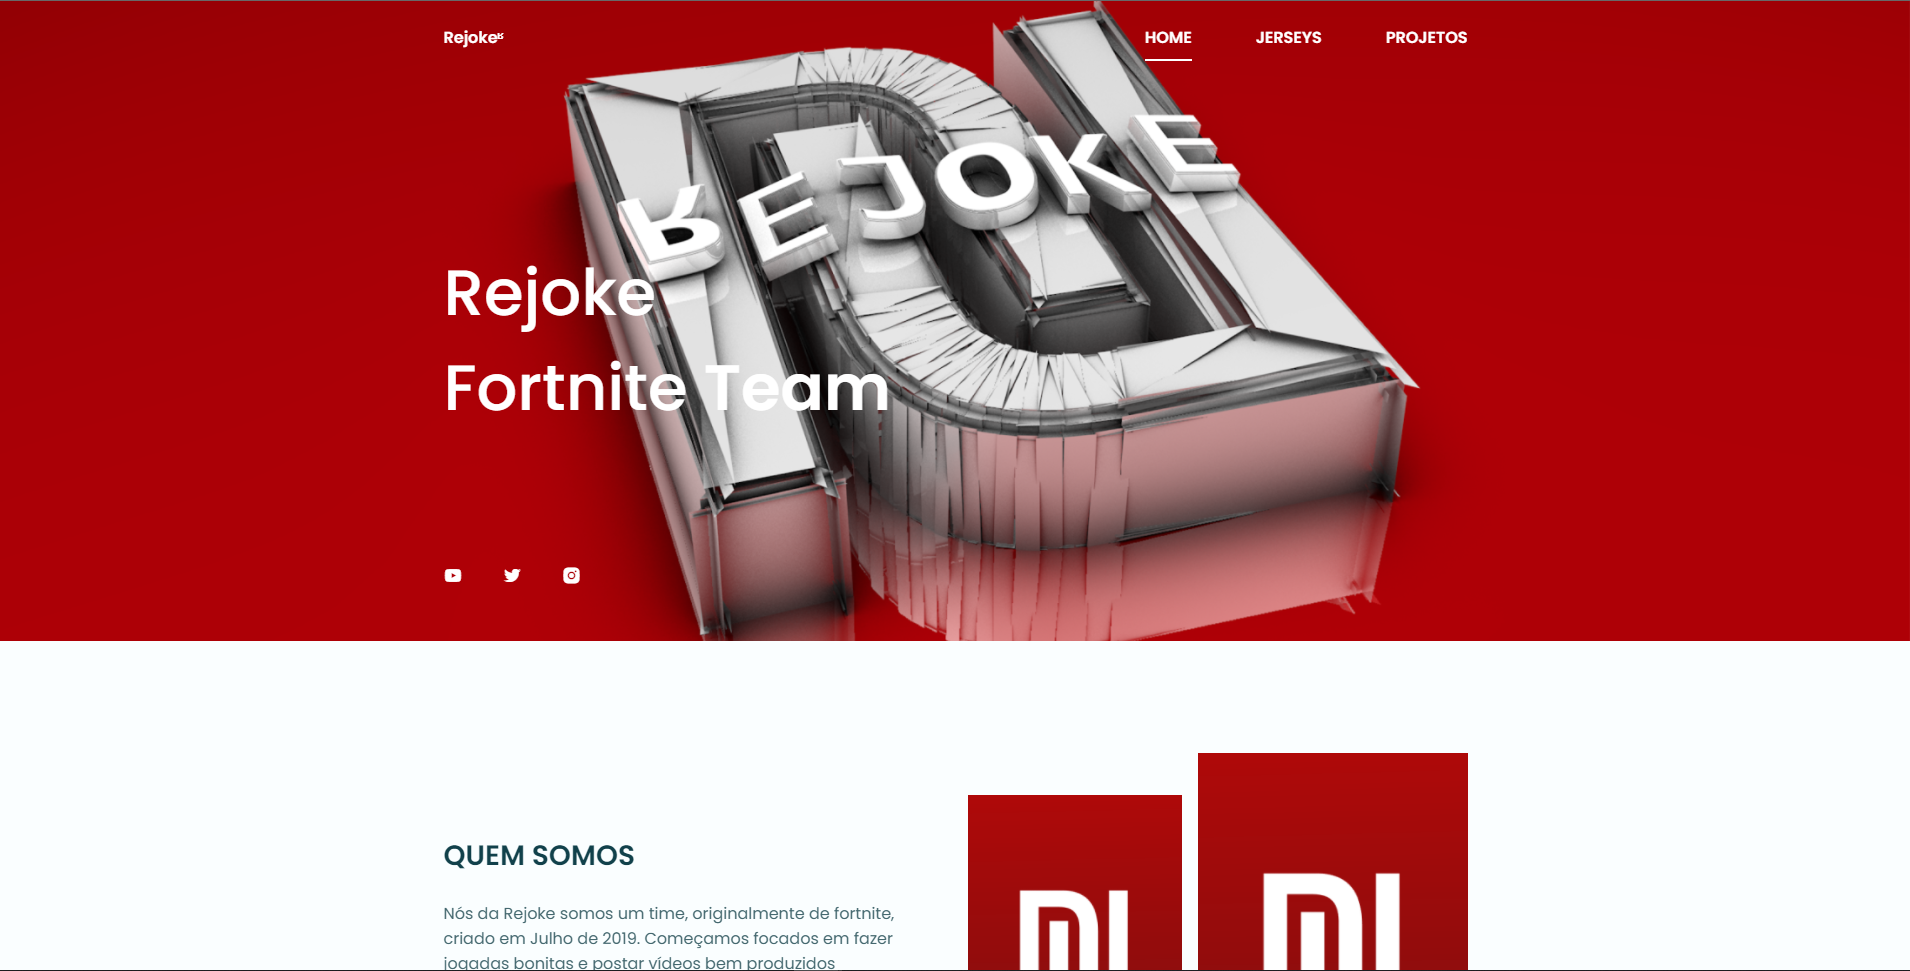 Rejoke
HOME
JERSEYS
PROJETOS
REJOKE
Rejoke
Fortnite Team
QUEM SOMOS
Nós da Rejoke somos um time, originalmente de fortnite,
criado em Julho de 2019. Começamos focados em fazer
jogadas bonitas e postar vídeos bem produzidos